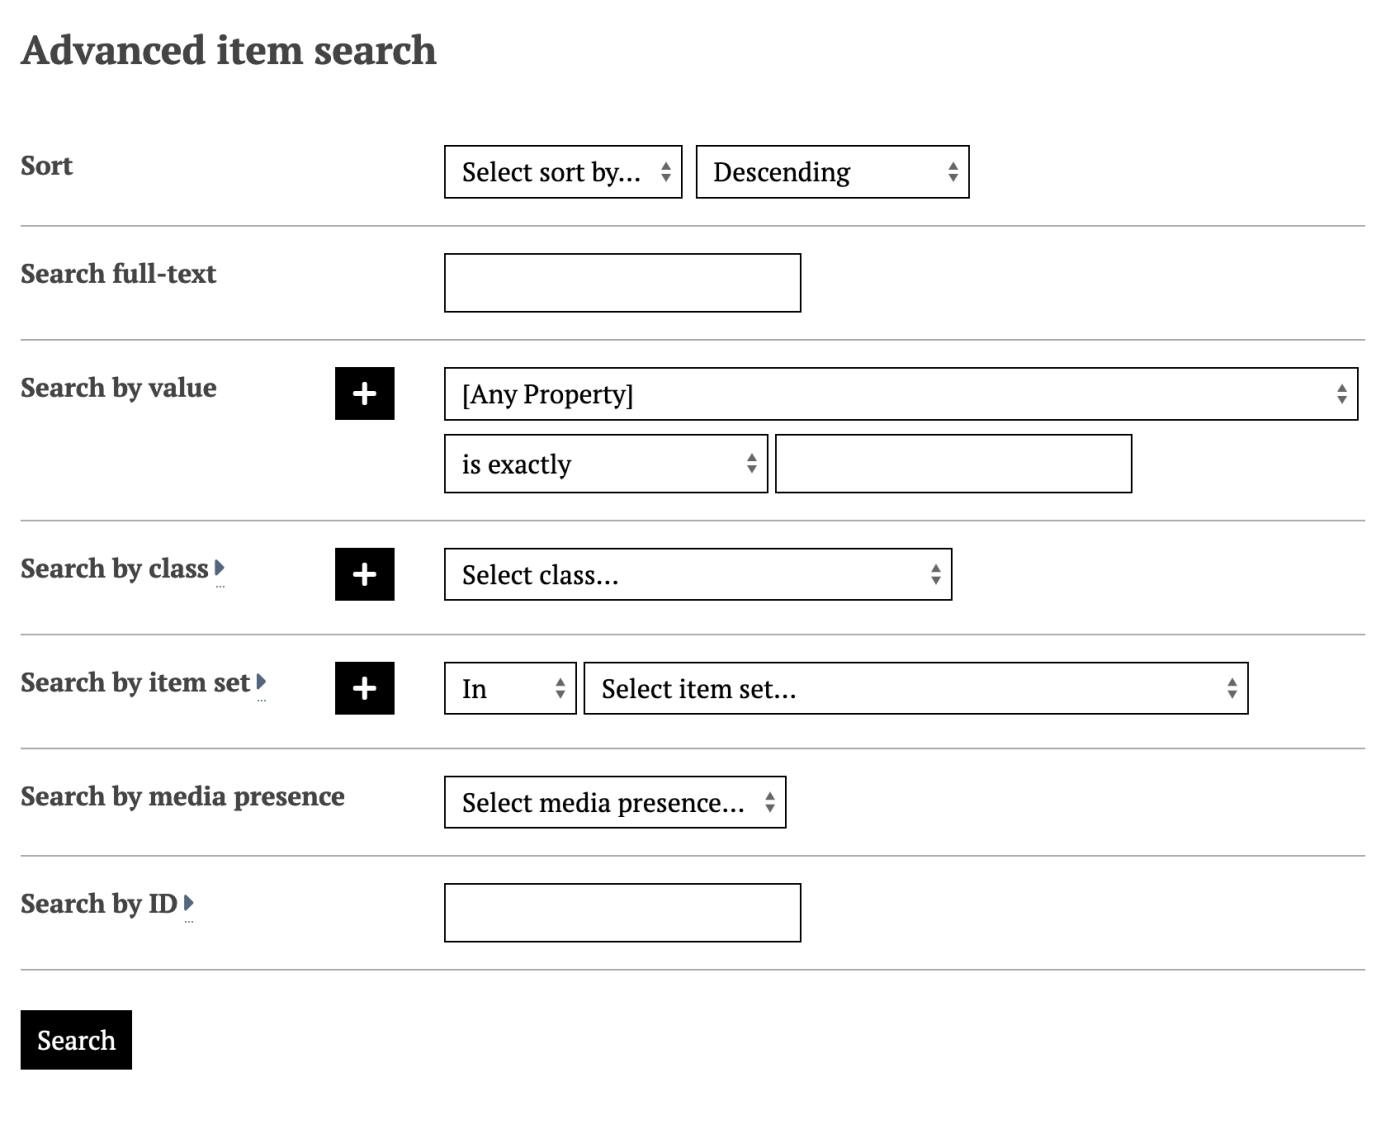 Advanced item search
Sort Select sort by... Descending
Search full-text
Search by value + [Any Property]
is exactly
Search by class + Select class...
Search by item set + In Select item set...
Search by media presence Select media presence...
Search by ID
Search